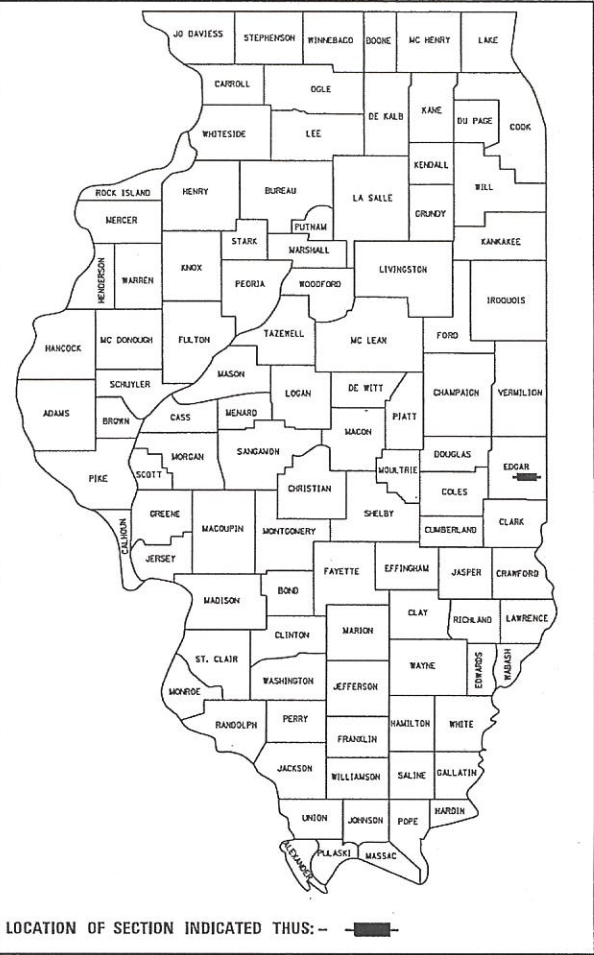 JO DAVIESS STEPHENSON WINNEBAGO BOONE MC HENRY LAKE
CARROLL OGLE DE KALB KANE DU PAGE COOK
WHITESIDE LEE
KENDALL WILL
ROCK ISLAND HENRY BUREAU LA SALLE
MERCER PUTNAM GRUNDY
STARK MARSHALL KANKAKEE
HENDERSON WARREN KNOX PEORIA WOODFORD LIVINGSTON IROQUOIS
HANCOCK MC DONOUGH FULTON TAZEWELL MC LEAN FORD
MASON
SCHUYLER LOGAN DE WITT CHAMPAIGN VERMILION
ADAMS BROWN CASS MENARD PIATT
MACON
MORGAN SANGAMON DOUGLAS EDGAR
PIKE SCOTT CHRISTIAN MOULTRIE COLES
GREENE MACOUPIN MONTGOMERY SHELBY CUMBERLAND CLARK
CALHOUN JERSEY
FAYETTE EFFINGHAM JASPER CRAWFORD
MADISON BOND
CLAY RICHLAND LAWRENCE
CLINTON MARION
ST. CLAIR WAYNE EDWARDS WABASH
WASHINGTON JEFFERSON
MONROE
RANDOLPH PERRY HAMILTON WHITE
FRANKLIN
JACKSON WILLIAMSON SALINE GALLATIN
UNION JOHNSON POPE HARDIN
ALEXANDER PULASKI MASSAC
LOCATION OF SECTION INDICATED THUS: -